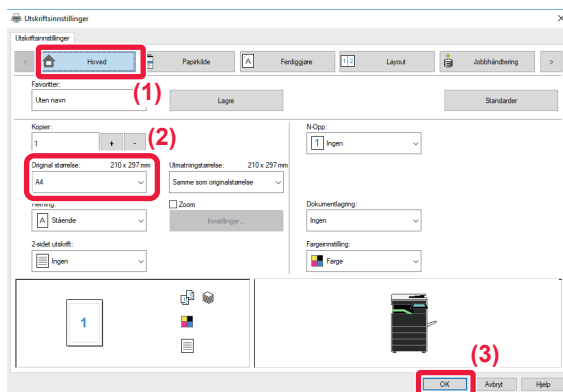 Utskriftsinnstillinger
Utskriftsinnstillinger
Hoved Papirkilde Ferdiggjøre Layout Jobbhåndtering
(1)
Favoritter:
Uten navn Lagre Standarder
Kopier: N-Opp:
1 + - (2) 1 Ingen
Original størrelse: 210 x 297 mm Utmatningstørrelse: 210 x 297 mm
A4 Samme som originalstørrelse
Retning: Zoom Dokumentlagring:
A Stående Innstillinger... Ingen
2-sidet utskrift: Fargeinnstilling:
Ingen Farge
1
(3)
OK Avbryt Hjelp